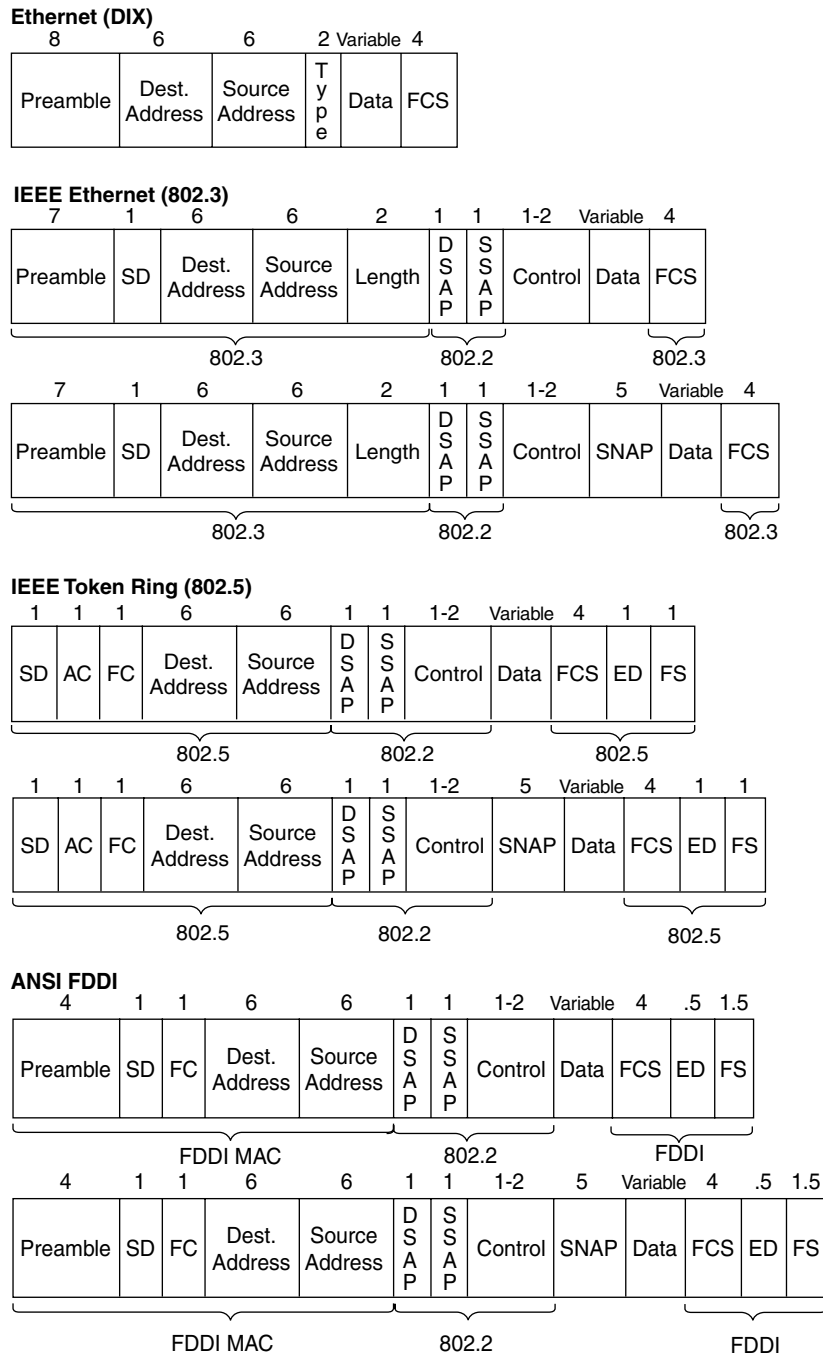 Ethernet (DIX)
8 6 6 2 Variable 4
Preamble Dest. Address Source Address Type Data FCS
IEEE Ethernet (802.3)
7 1 6 6 2 1 1 1-2 Variable 4
Preamble SD Dest. Address Source Address Length DSAP SSAP Control Data FCS
802.3 802.2 802.3
7 1 6 6 2 1 1 1-2 5 Variable 4
Preamble SD Dest. Address Source Address Length DSAP SSAP Control SNAP Data FCS
802.3 802.2 802.3
IEEE Token Ring (802.5)
1 1 1 6 6 1 1 1-2 Variable 4 1 1
SD AC FC Dest. Address Source Address DSAP SSAP Control Data FCS ED FS
802.5 802.2 802.5
1 1 1 6 6 1 1 1-2 5 Variable 4 1 1
SD AC FC Dest. Address Source Address DSAP SSAP Control SNAP Data FCS ED FS
802.5 802.2 802.5
ANSI FDDI
4 1 1 6 6 1 1 1-2 Variable 4 .5 1.5
Preamble SD FC Dest. Address Source Address DSAP SSAP Control Data FCS ED FS
FDDI MAC 802.2 FDDI
4 1 1 6 6 1 1 1-2 5 Variable 4 .5 1.5
Preamble SD FC Dest. Address Source Address DSAP SSAP Control SNAP Data FCS ED FS
FDDI MAC 802.2 FDDI